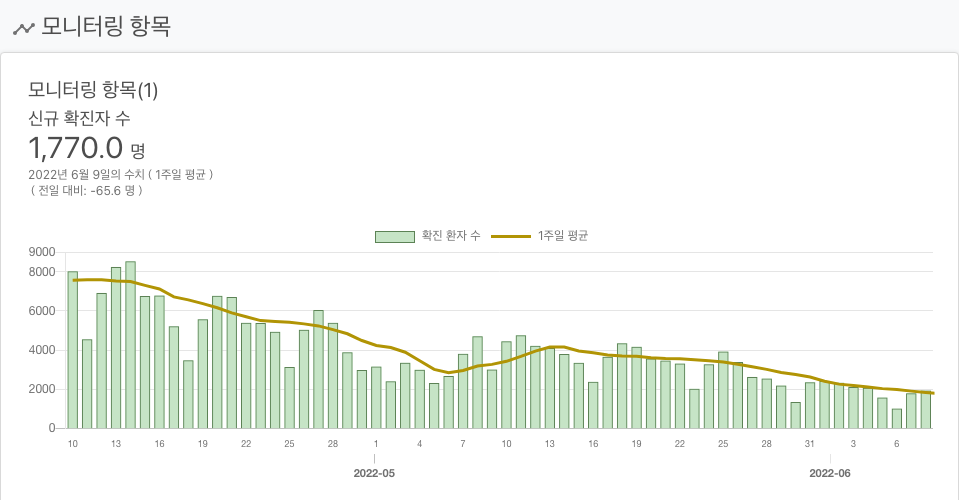 모니터링 항목
모니터링 항목(1)
신규 확진자 수
1,770.0 명
2022년 6월 9일의 수치 ( 1주일 평균 )
( 전일 대비: -65.6 명 )
확진 환자 수 1주일 평균
9000
8000
6000
4000
2000
0
10 13 16 19 22 25 28 1 4 7 10 13 16 19 22 25 28 31 3 6
2022-05 2022-06